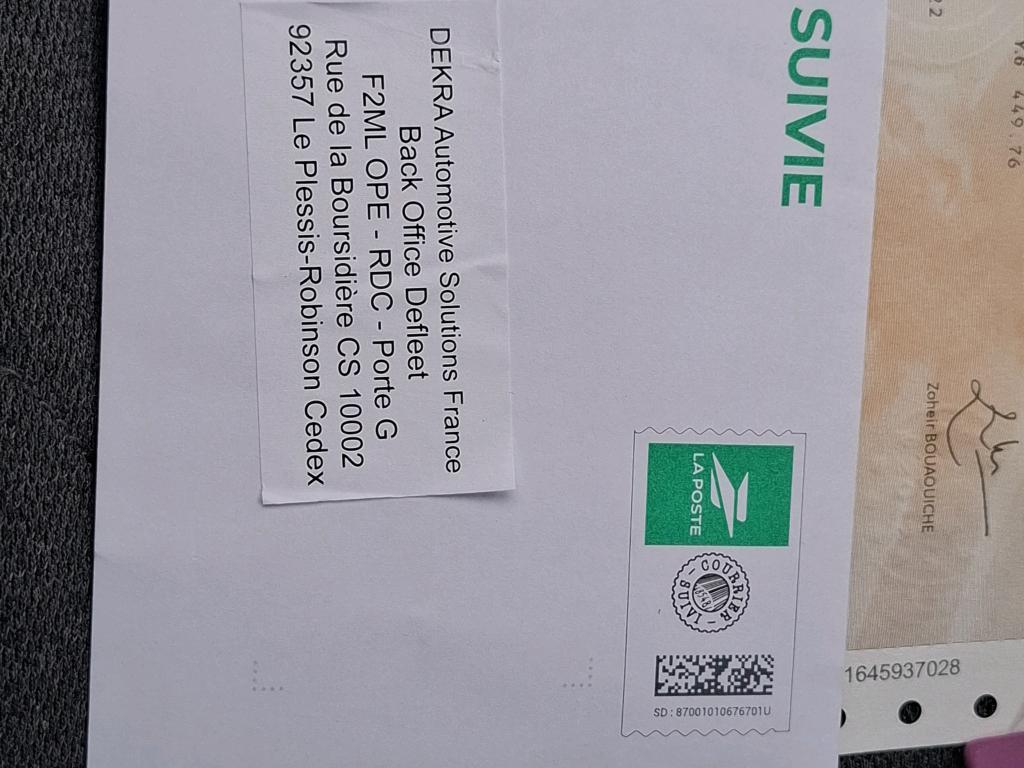 SUIVIE
DEKRA Automotive Solutions France
Back Office Defleet
F2ML OPE - RDC - Porte G
Rue de la Boursidière CS 10002
92357 Le Plessis-Robinson Cedex
LA POSTE
COURRIER
SUIVI
SD : 87001010676701U
449.76
Zoheir BOUAQUICHE
1645937028